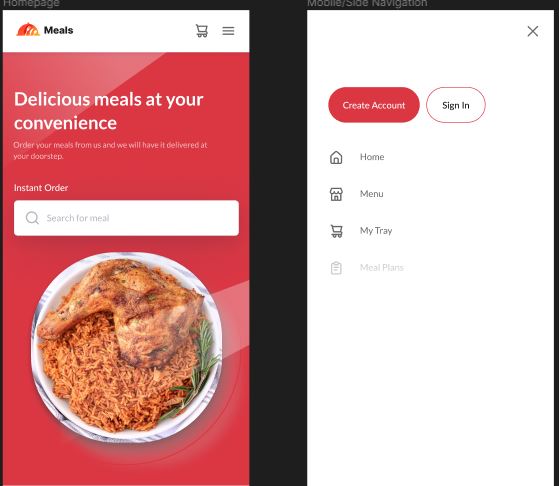 Homepage
Meals
Delicious meals at your
convenience
Order your meals from us and we will have it delivered at
your doorstep.
Instant Order
Search for meal
Mobile/Side Navigation
Create Account
Sign In
Home
Menu
My Tray
Meal Plans